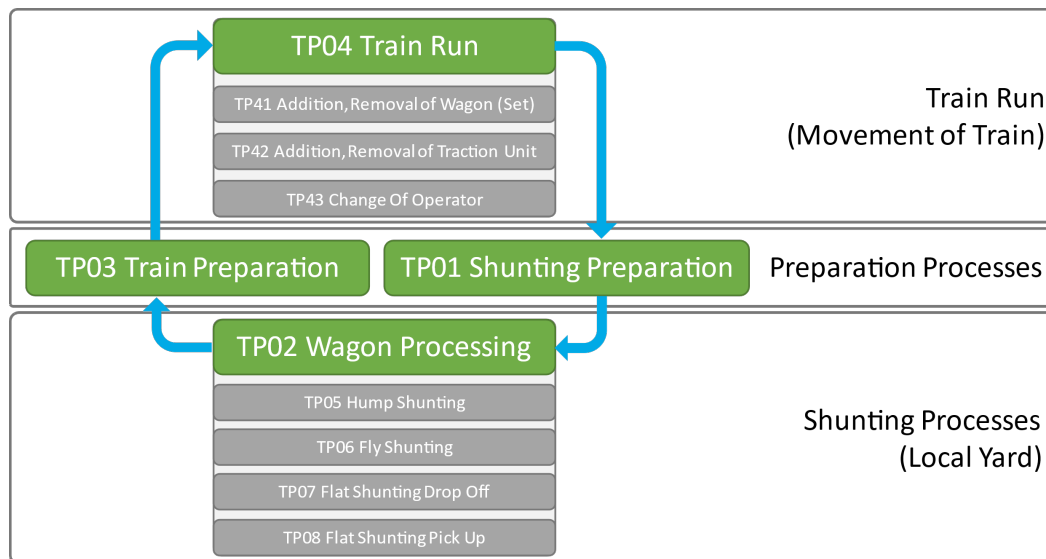 TP04 Train Run
TP41 Addition, Removal of Wagon (Set)
TP42 Addition, Removal of Traction Unit
TP43 Change Of Operator
Train Run
(Movement of Train)
TP03 Train Preparation
TP01 Shunting Preparation
Preparation Processes
TP02 Wagon Processing
TP05 Hump Shunting
TP06 Fly Shunting
TP07 Flat Shunting Drop Off
TP08 Flat Shunting Pick Up
Shunting Processes
(Local Yard)